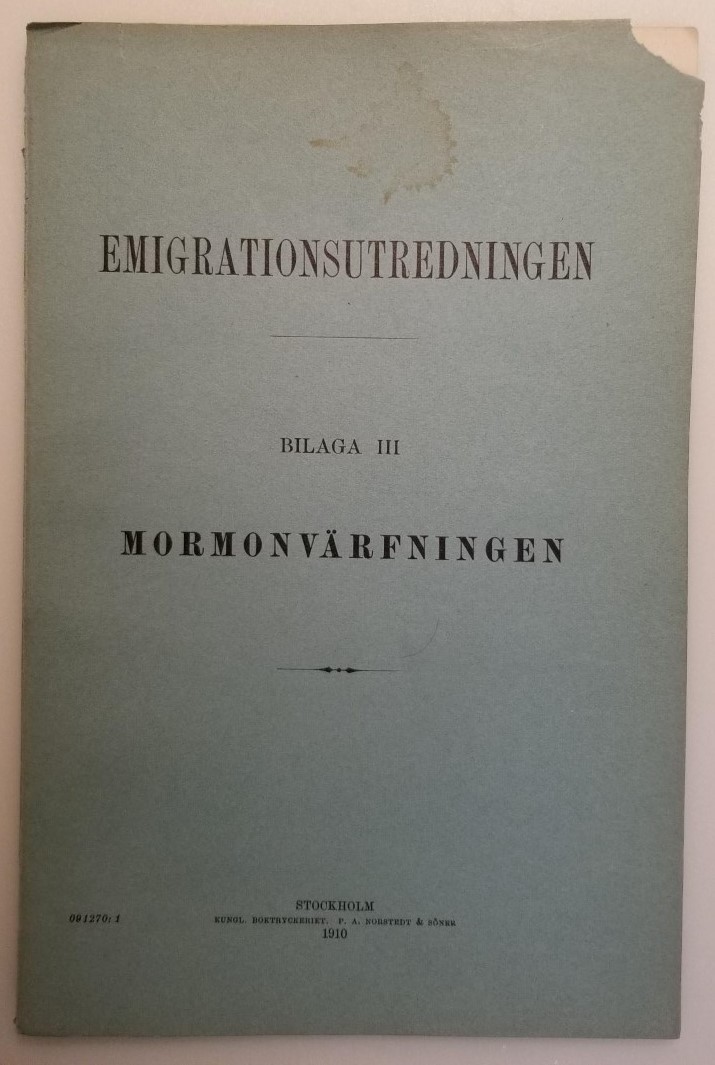 EMIGRATIONSUTREDNINGEN
BILAGA III
MORMONVÄRFNINGEN
STOCKHOLM
KUNGL. BOKTRYCKERIET. P. A. NORSTEDT & SÖNER
1910
091270: 1